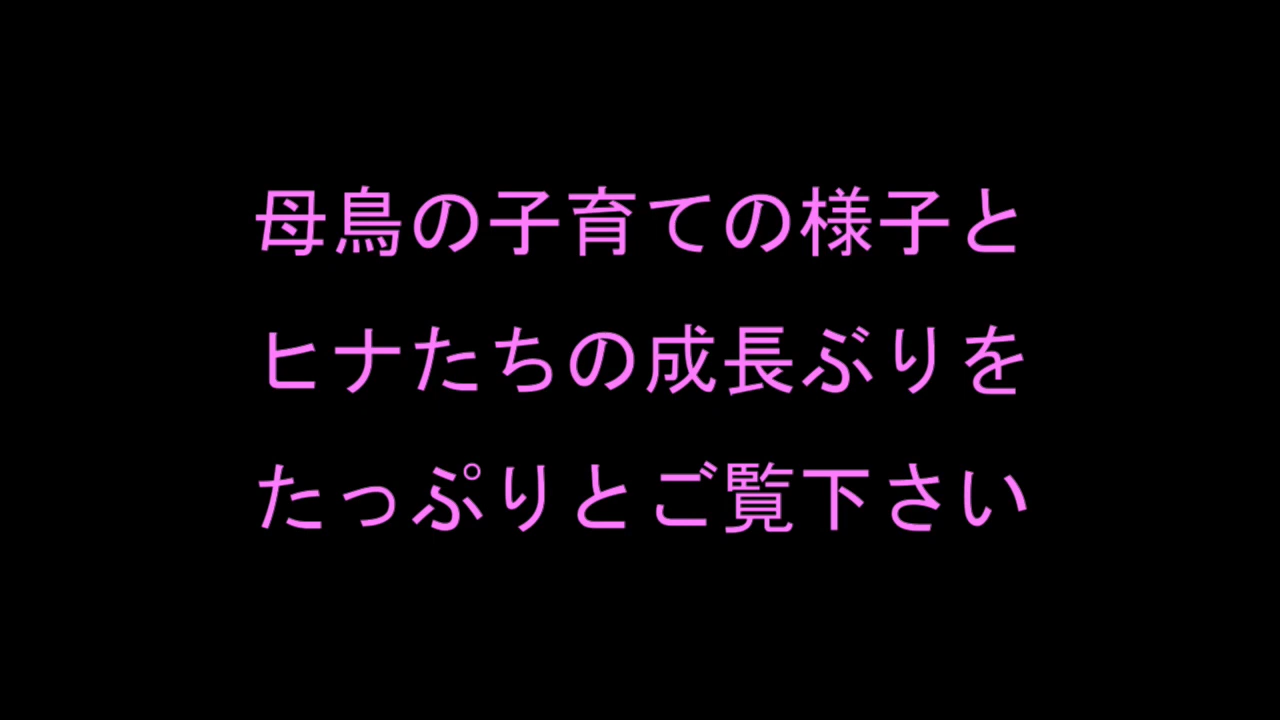 母鳥の子育ての様子と
ヒナたちの成長ぶりを
たっぷりとご覧下さい